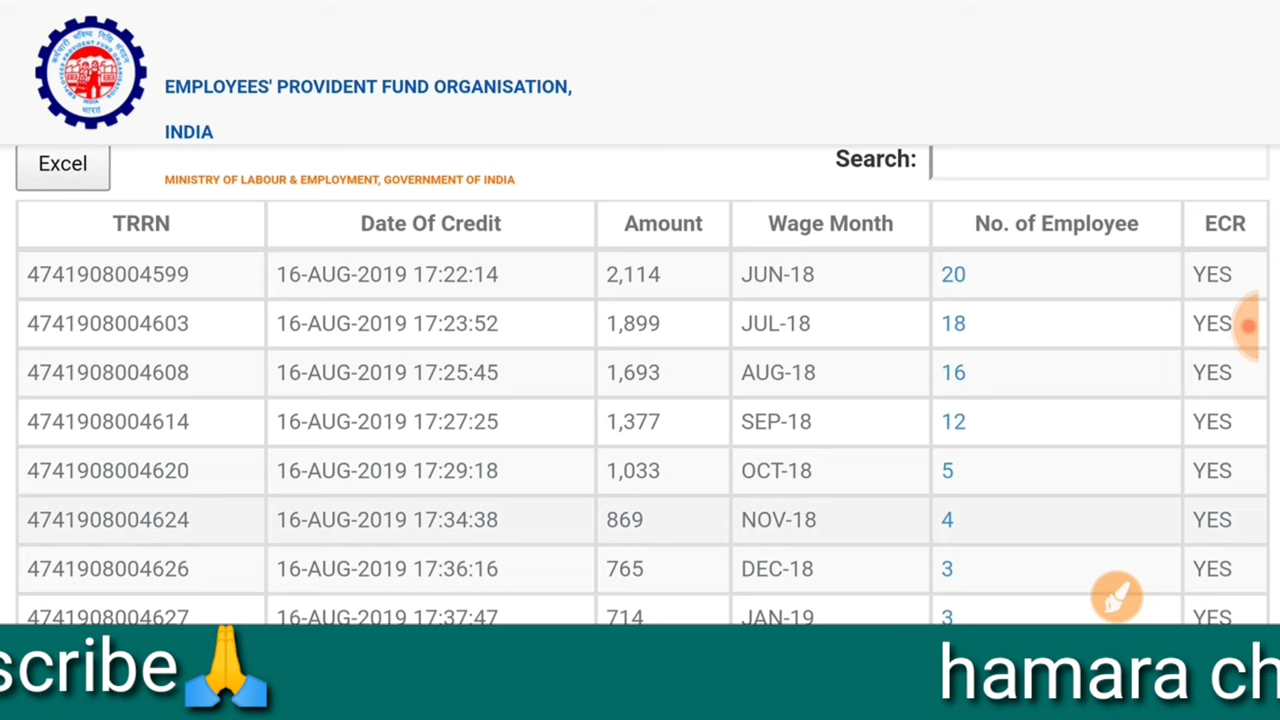 EMPLOYEES' PROVIDENT FUND ORGANISATION,
INDIA
MINISTRY OF LABOUR & EMPLOYMENT, GOVERNMENT OF INDIA
Excel
Search:
TRRN Date Of Credit Amount Wage Month No. of Employee ECR
4741908004599 16-AUG-2019 17:22:14 2,114 JUN-18 20 YES
4741908004603 16-AUG-2019 17:23:52 1,899 JUL-18 18 YES
4741908004608 16-AUG-2019 17:25:45 1,693 AUG-18 16 YES
4741908004614 16-AUG-2019 17:27:25 1,377 SEP-18 12 YES
4741908004620 16-AUG-2019 17:29:18 1,033 OCT-18 5 YES
4741908004624 16-AUG-2019 17:34:38 869 NOV-18 4 YES
4741908004626 16-AUG-2019 17:36:16 765 DEC-18 3 YES
4741908004627 16-AUG-2019 17:37:47 714 JAN-19 3 YES
scribe🙏 hamara ch